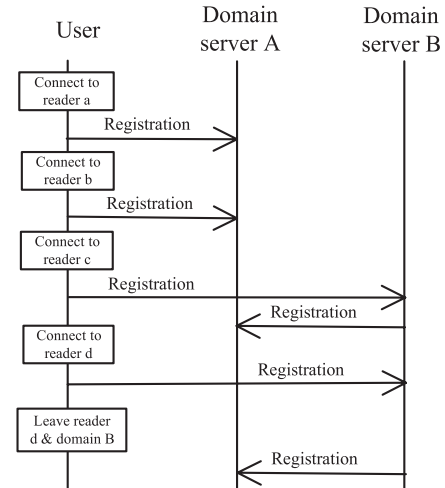 User
Domain
server A
Domain
server B
Connect to
reader a
Registration
Connect to
reader b
Registration
Connect to
reader c
Registration
Registration
Connect to
reader d
Registration
Leave reader
d & domain B
Registration